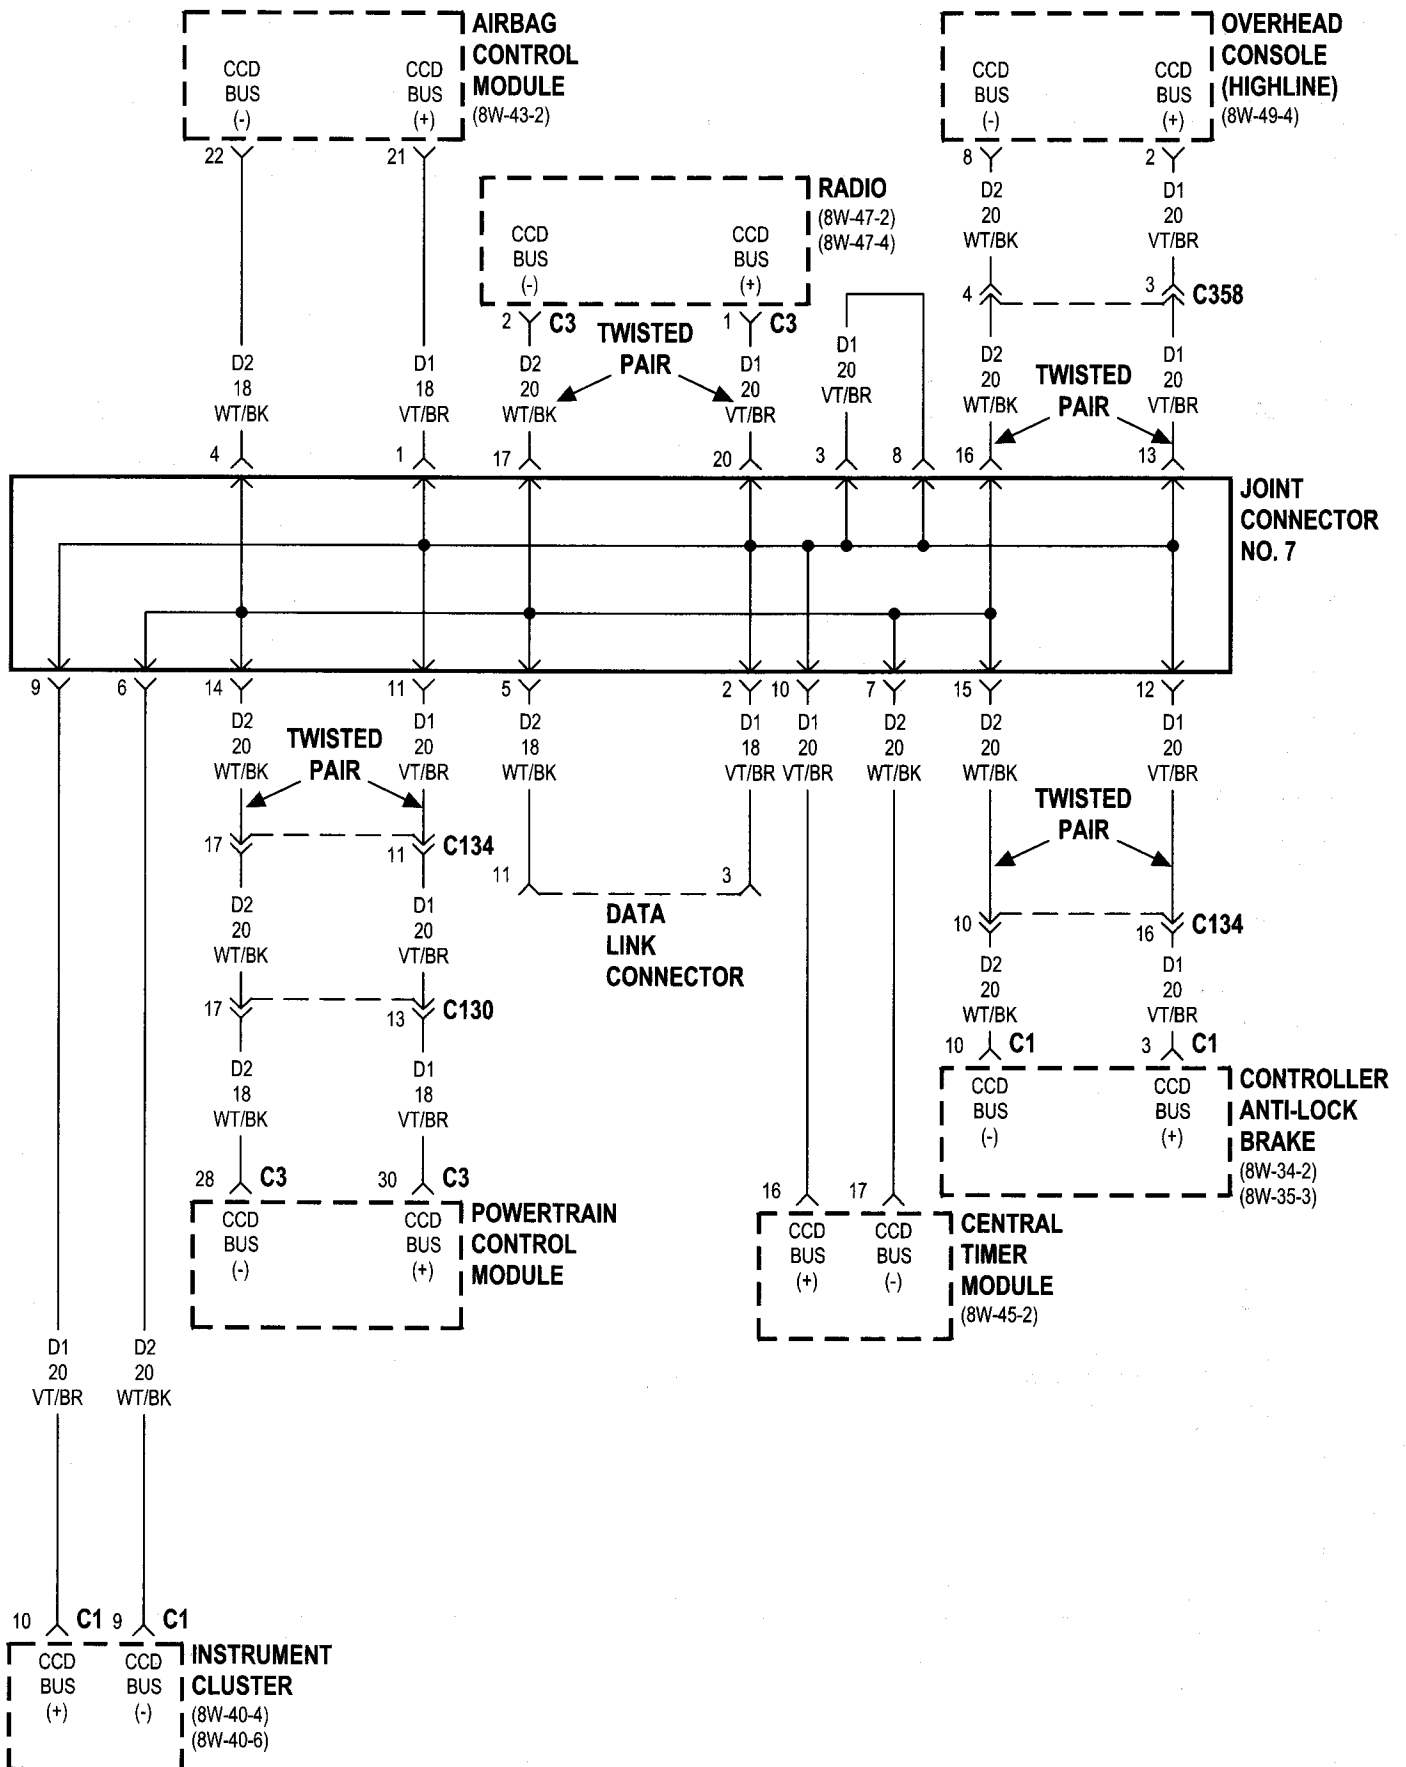 AIRBAG
CONTROL
MODULE
(8W-43-2)
CCD
BUS
(-)
CCD
BUS
(+)
22
21
OVERHEAD
CONSOLE
(HIGHLINE)
(8W-49-4)
CCD
BUS
(-)
CCD
BUS
(+)
8
2
D2
20
WT/BK
D1
20
VT/BR
4
3
C358
RADIO
(8W-47-2)
(8W-47-4)
CCD
BUS
(-)
CCD
BUS
(+)
2
C3
1
C3
TWISTED
PAIR
D2
18
WT/BK
D1
18
VT/BR
D2
20
WT/BK
D1
20
VT/BR
D1
20
VT/BR
D2
20
WT/BK
TWISTED
PAIR
D1
20
VT/BR
4
1
17
20
3
8
16
13
JOINT
CONNECTOR
NO. 7
9
6
14
11
5
2
10
7
15
12
D2
20
WT/BK
TWISTED
PAIR
D1
20
VT/BR
D2
18
WT/BK
D1
18
VT/BR
D1
20
VT/BR
D2
20
WT/BK
D2
20
WT/BK
D1
20
VT/BR
TWISTED
PAIR
17
11
C134
11
3
DATA
LINK
CONNECTOR
D2
20
WT/BK
D1
20
VT/BR
10
16
C134
D2
20
WT/BK
D1
20
VT/BR
17
13
C130
10
C1
3
C1
D2
18
WT/BK
D1
18
VT/BR
CCD
BUS
(-)
CCD
BUS
(+)
CONTROLLER
ANTI-LOCK
BRAKE
(8W-34-2)
(8W-35-3)
28
C3
30
C3
CCD
BUS
(-)
CCD
BUS
(+)
POWERTRAIN
CONTROL
MODULE
16
17
CCD
BUS
(+)
CCD
BUS
(-)
CENTRAL
TIMER
MODULE
(8W-45-2)
D1
20
VT/BR
D2
20
WT/BK
10
C1
9
C1
CCD
BUS
(+)
CCD
BUS
(-)
INSTRUMENT
CLUSTER
(8W-40-4)
(8W-40-6)